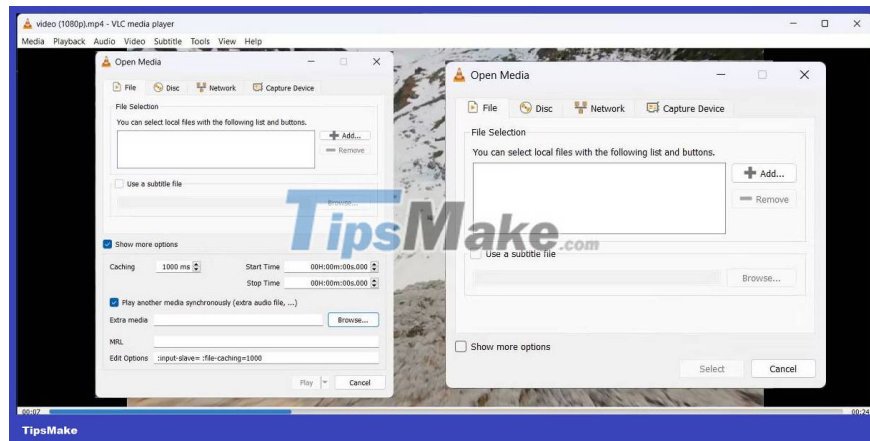 video (1080p).mp4 - VLC media player
Media Playback Audio Video Subtitle Tools View Help
Open Media
File Disc Network Capture Device
File Selection
You can select local files with the following list and buttons.
Add...
Remove
Use a subtitle file
Browse...
Show more options
Caching 1000 ms Start Time 00H:00m:00s.000
Stop Time 00H:00m:00s.000
Play another media synchronously (extra audio file, ...)
Extra media Browse...
MRL
Edit Options :input-slave= :file-caching=1000
Play Cancel
Open Media
File Disc Network Capture Device
File Selection
You can select local files with the following list and buttons.
Add...
Remove
Use a subtitle file
Browse...
Show more options
Select Cancel
TipsMake.com
00:07 00:24
TipsMake